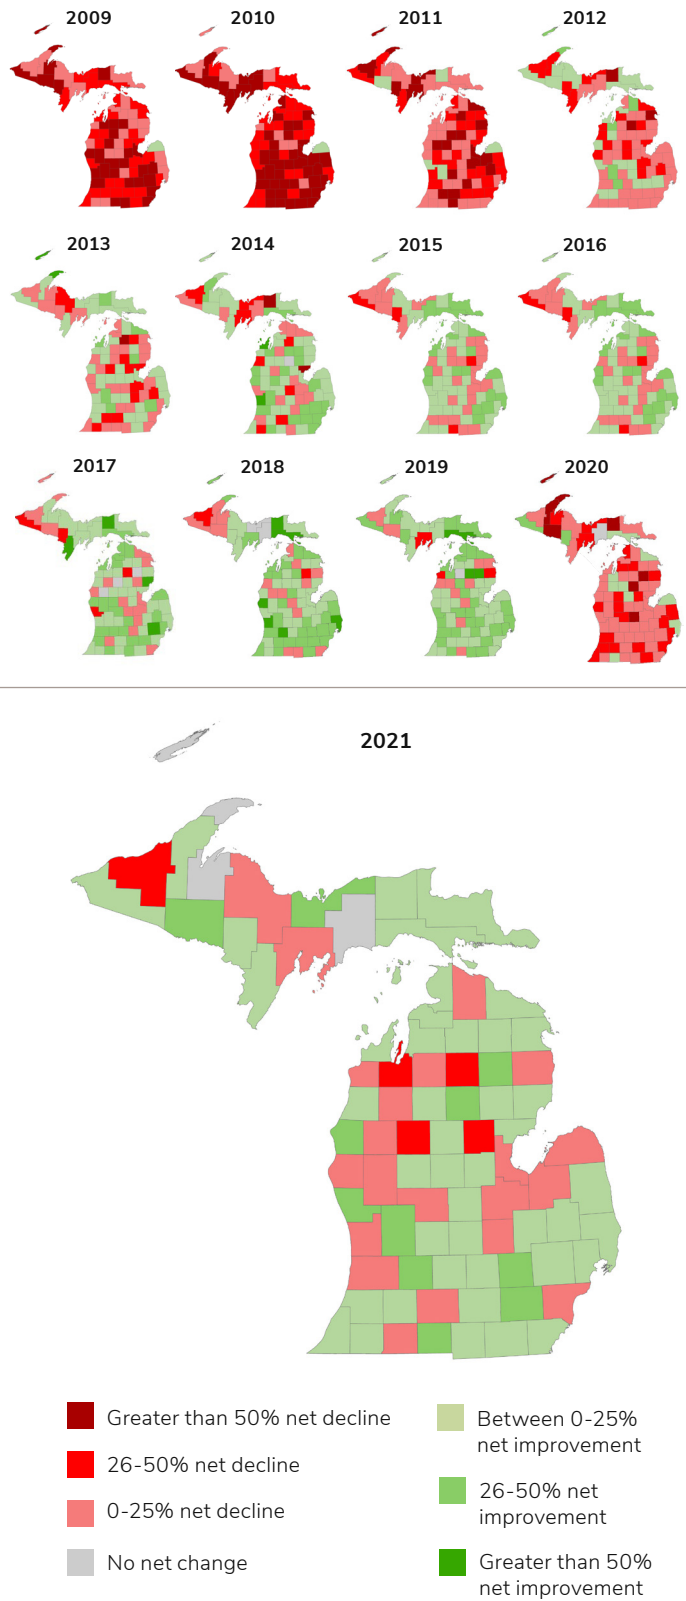 2009
2010
2011
2012
2013
2014
2015
2016
2017
2018
2019
2020
2021
Greater than 50% net decline
26-50% net decline
0-25% net decline
No net change
Between 0-25%
net improvement
26-50% net
improvement
Greater than 50%
net improvement